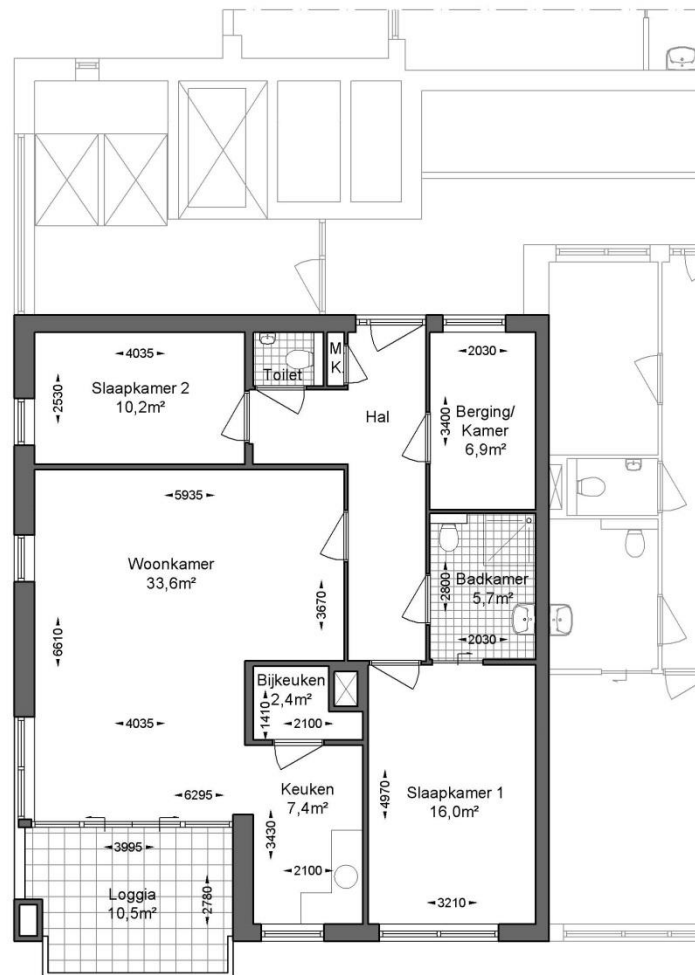 4035
Slaapkamer 2
10,2m²
2530
Toilet
M
K.
Hal
2030
Berging/
Kamer
6,9m²
3400
5935
Woonkamer
33,6m²
3670
6610
4035
6295
Badkamer
5,7m²
2800
2030
Bijkeuken
2,4m²
1410
2100
Keuken
7,4m²
3430
2100
Slaapkamer 1
16,0m²
4970
3210
3995
Loggia
10,5m²
2780